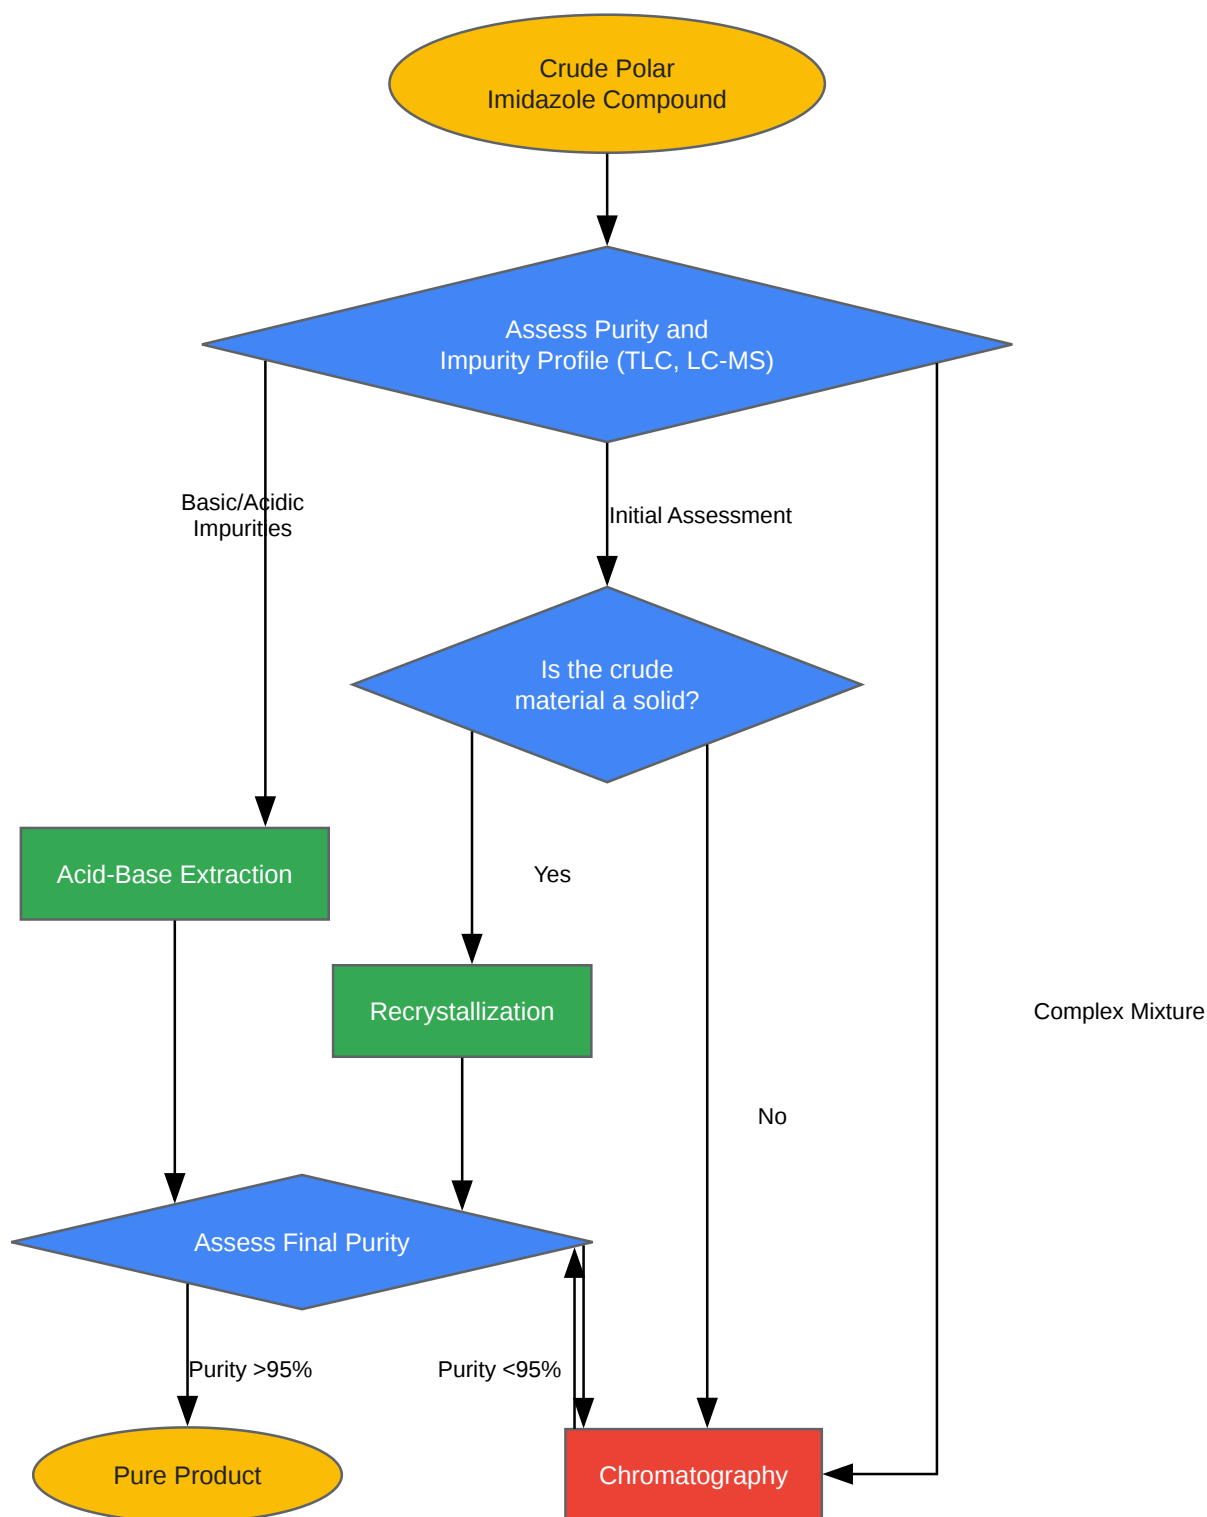 Crude Polar
Imidazole Compound
Assess Purity and
Impurity Profile (TLC, LC-MS)
Basic/Acidic
Impurities
Initial Assessment
Is the crude
material a solid?
Acid-Base Extraction
Yes
Recrystallization
Complex Mixture
No
Assess Final Purity
Purity >95%
Purity <95%
Pure Product
Chromatography